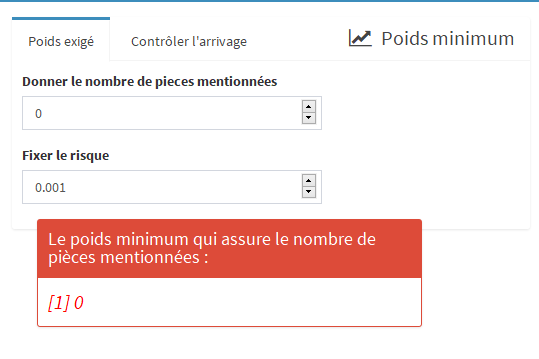 Poids exigé
Contrôler l'arrivage
Poids minimum
Donner le nombre de pieces mentionnées
0
Fixer le risque
0.001
Le poids minimum qui assure le nombre de
pièces mentionnées :
[1] 0